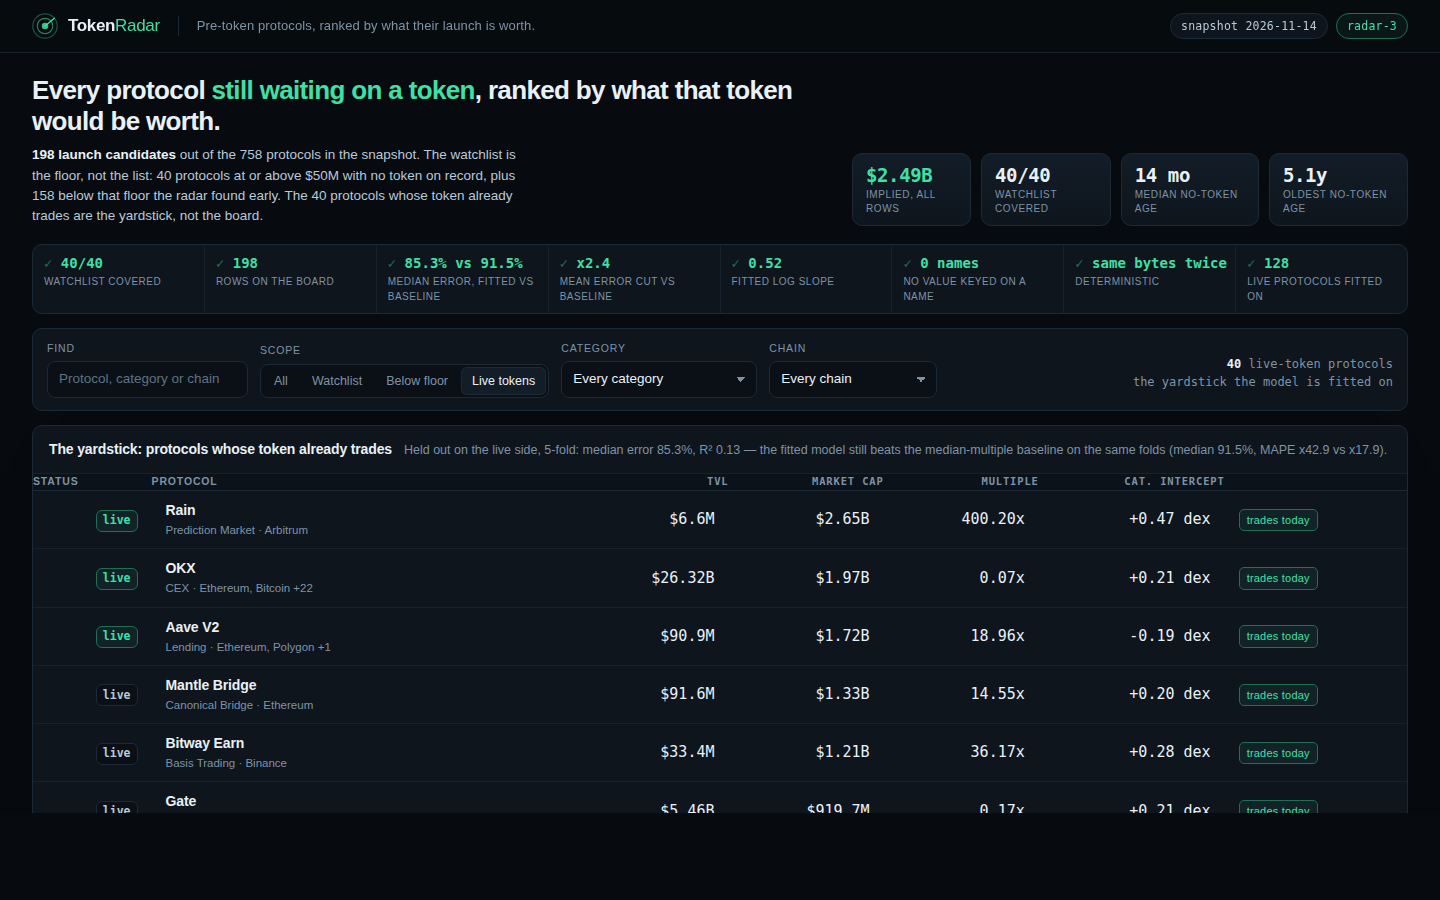 TokenRadar
Pre-token protocols, ranked by what their launch is worth.
snapshot 2026-11-14
radar-3
Every protocol still waiting on a token, ranked by what that token
would be worth.
198 launch candidates out of the 758 protocols in the snapshot. The watchlist is
the floor, not the list: 40 protocols at or above $50M with no token on record, plus
158 below that floor the radar found early. The 40 protocols whose token already
trades are the yardstick, not the board.
$2.49B
IMPLIED, ALL
ROWS
40/40
WATCHLIST
COVERED
14 mo
MEDIAN NO-TOKEN
AGE
5.1y
OLDEST NO-TOKEN
AGE
✓ 40/40
WATCHLIST COVERED
✓ 198
ROWS ON THE BOARD
✓ 85.3% vs 91.5%
MEDIAN ERROR, FITTED VS
BASELINE
✓ x2.4
MEAN ERROR CUT VS
BASELINE
✓ 0.52
FITTED LOG SLOPE
✓ 0 names
NO VALUE KEYED ON A
NAME
✓ same bytes twice
DETERMINISTIC
✓ 128
LIVE PROTOCOLS FITTED
ON
FIND
Protocol, category or chain
SCOPE
All Watchlist Below floor Live tokens
CATEGORY
Every category
CHAIN
Every chain
40 live-token protocols
the yardstick the model is fitted on
The yardstick: protocols whose token already trades Held out on the live side, 5-fold: median error 85.3%, R² 0.13 — the fitted model still beats the median-multiple baseline on the same folds (median 91.5%, MAPE x42.9 vs x17.9).
STATUS PROTOCOL TVL MARKET CAP MULTIPLE CAT. INTERCEPT
live Rain $6.6M $2.65B 400.20x +0.47 dex trades today
Prediction Market · Arbitrum
live OKX $26.32B $1.97B 0.07x +0.21 dex trades today
CEX · Ethereum, Bitcoin +22
live Aave V2 $90.9M $1.72B 18.96x -0.19 dex trades today
Lending · Ethereum, Polygon +1
live Mantle Bridge $91.6M $1.33B 14.55x +0.20 dex trades today
Canonical Bridge · Ethereum
live Bitway Earn $33.4M $1.21B 36.17x +0.28 dex trades today
Basis Trading · Binance
live Gate $5.46B $919.7M 0.17x +0.21 dex trades today